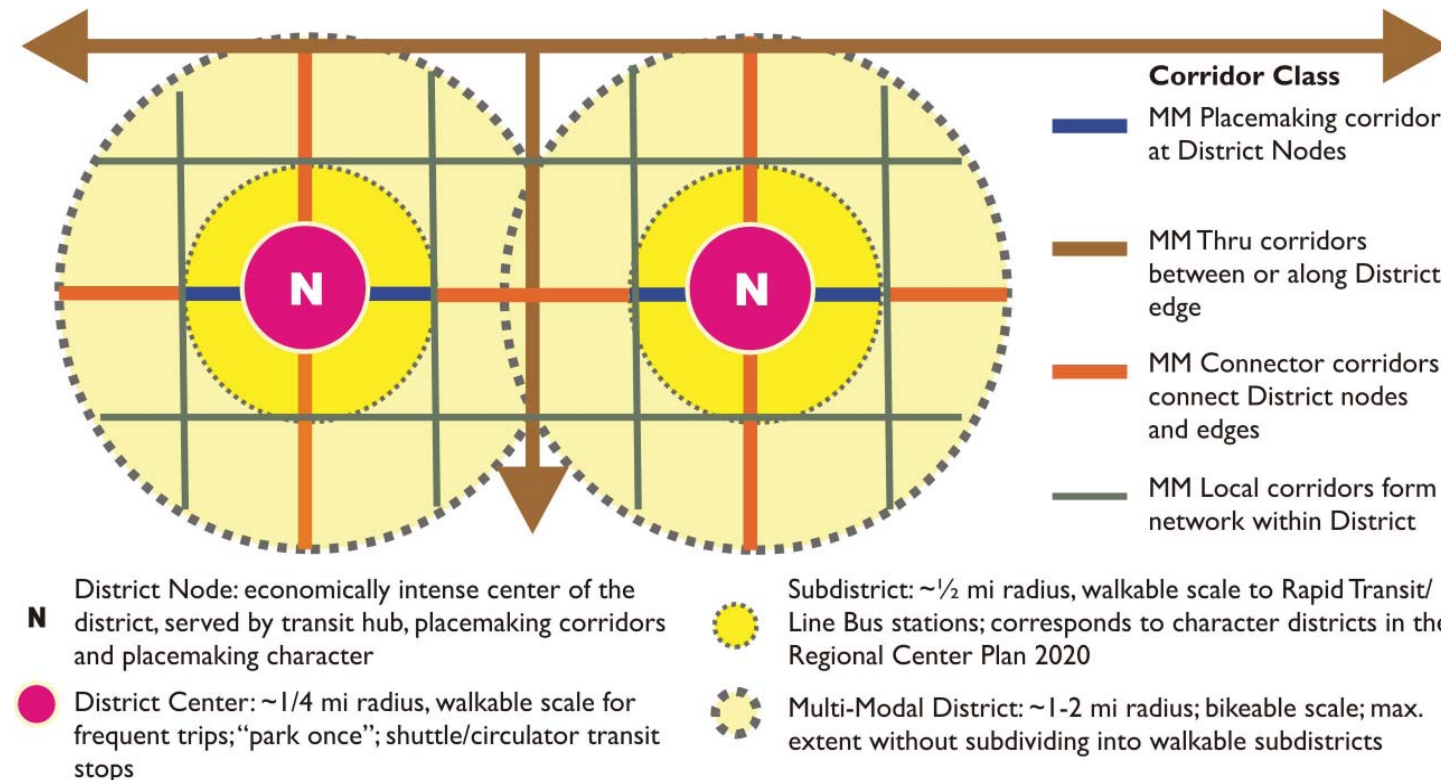 Corridor Class
MM Placemaking corridor
at District Nodes
MM Thru corridors
between or along District
edge
MM Connector corridors
connect District nodes
and edges
MM Local corridors form
network within District
N
N
N
District Node: economically intense center of the
district, served by transit hub, placemaking corridors
and placemaking character
District Center: ~1/4 mi radius, walkable scale for
frequent trips; “park once”; shuttle/circulator transit
stops
Subdistrict: ~½ mi radius, walkable scale to Rapid Transit/
Line Bus stations; corresponds to character districts in the
Regional Center Plan 2020
Multi-Modal District: ~1-2 mi radius; bikeable scale; max.
extent without subdividing into walkable subdistricts